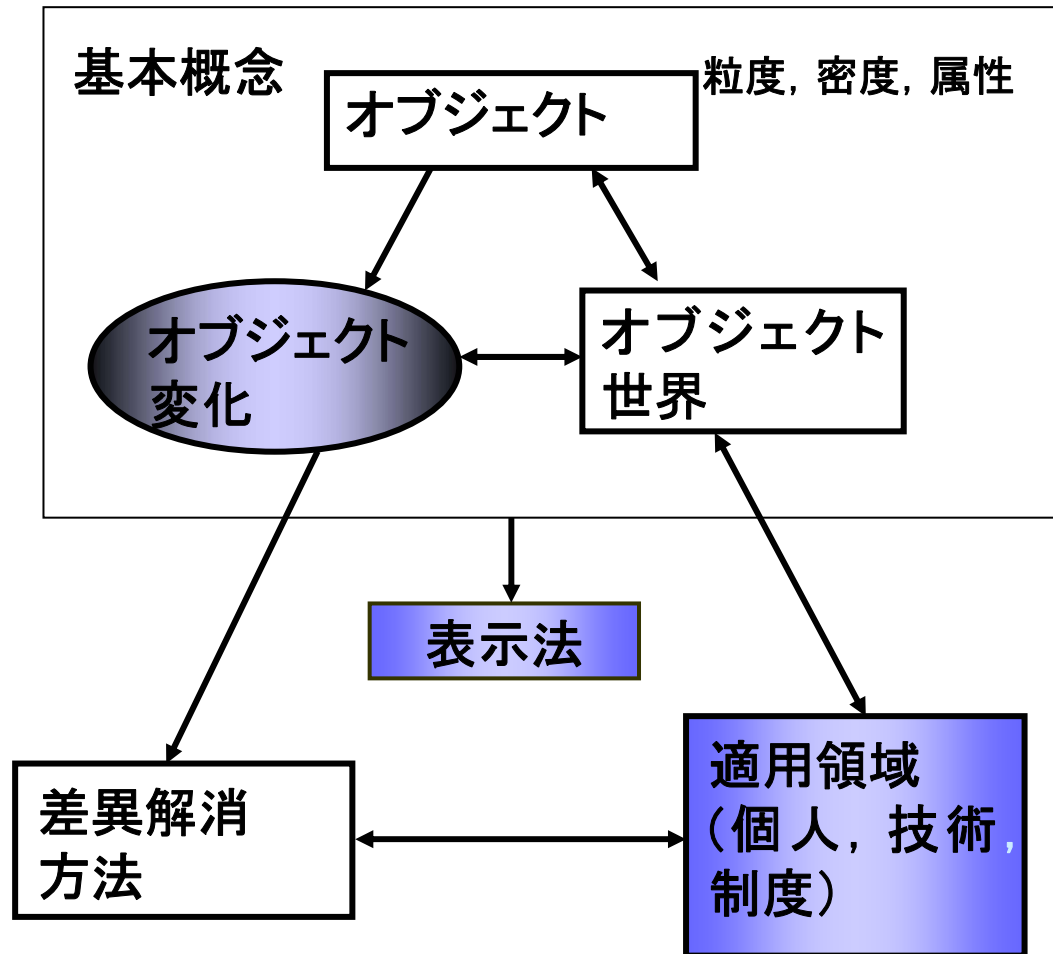 基本概念
オブジェクト
粒度，密度，属性
オブジェクト
変化
オブジェクト
世界
表示法
差異解消
方法
適用領域
（個人，技術，
制度）